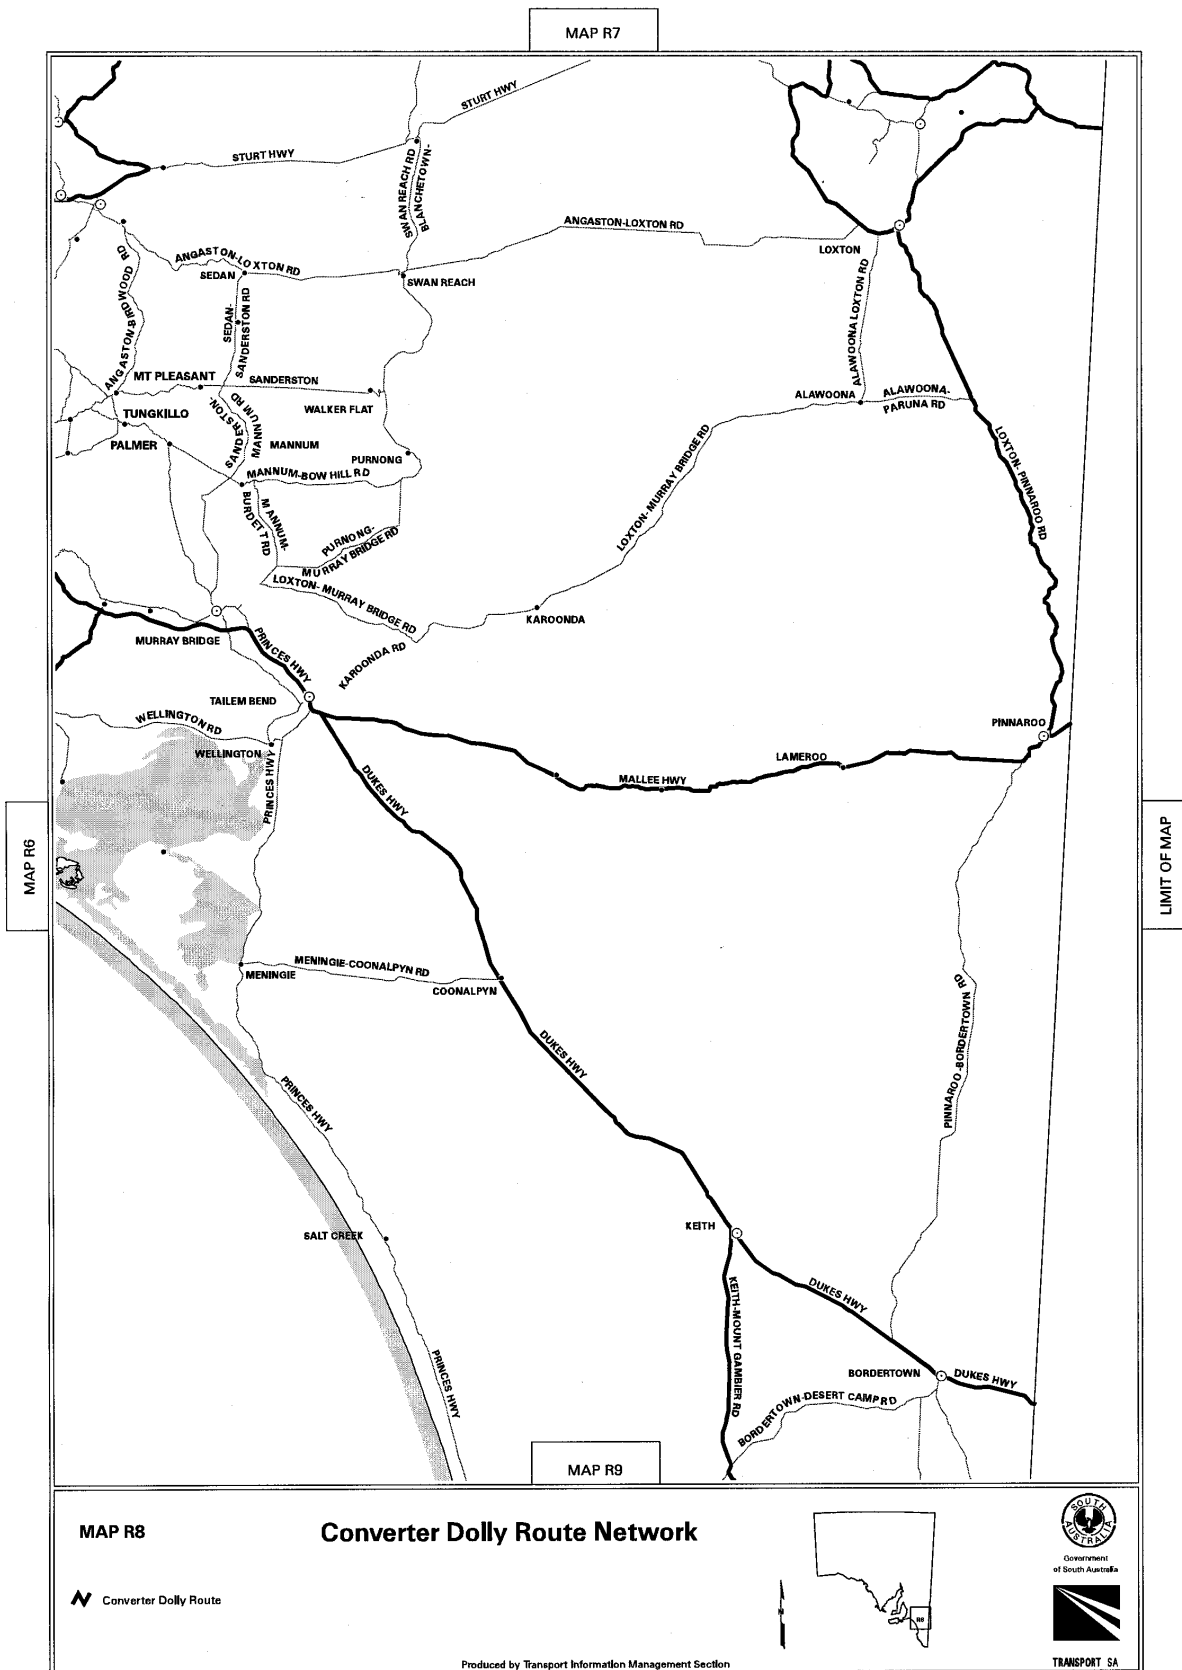 MAP R7
STURT HWY
STURT HWY
SWAN REACH RD
BLANCHETOWN-
ANGASTON-LOXTON RD
LOXTON
ANGASTON-LOXTON RD
SEDAN
SWAN REACH
ANGASTON-BIRDWOOD RD
SEDAN-
SANDERSTON RD
ALAWOONA LOXTON RD
MT PLEASANT
SANDERSTON
WALKER FLAT
ALAWOONA
ALAWOONA-
PARUNA RD
TUNGKILLO
SANDERSTON-
MANNUM RD
PALMER
MANNUM
PURNONG
MANNUM-BOW HILL RD
LOXTON-MURRAY BRIDGE RD
LOXTON-PINNAROO RD
MANNUM-
BURDETT RD
PURNONG-
MURRAY BRIDGE RD
LOXTON-MURRAY BRIDGE RD
KAROONDA
MURRAY BRIDGE
PRINCES HWY
KAROONDA RD
TAILEM BEND
WELLINGTON RD
PINNAROO
WELLINGTON
PRINCES HWY
DUKES HWY
MALLEE HWY
LAMEROO
MAP R6
LIMIT OF MAP
MENINGIE-COONALPYN RD
MENINGIE
COONALPYN
PINNAROO-BORDERTOWN RD
DUKES HWY
PRINCES HWY
SALT CREEK
KEITH
DUKES HWY
KEITH-MOUNT GAMBIER RD
PRINCES HWY
BORDERTOWN
DUKES HWY
BORDERTOWN-DESERT CAMP RD
MAP R9
MAP R8
Converter Dolly Route Network
SOUTH
AUSTRALIA
Government
of South Australia
Converter Dolly Route
N
R8
TRANSPORT SA
Produced by Transport Information Management Section